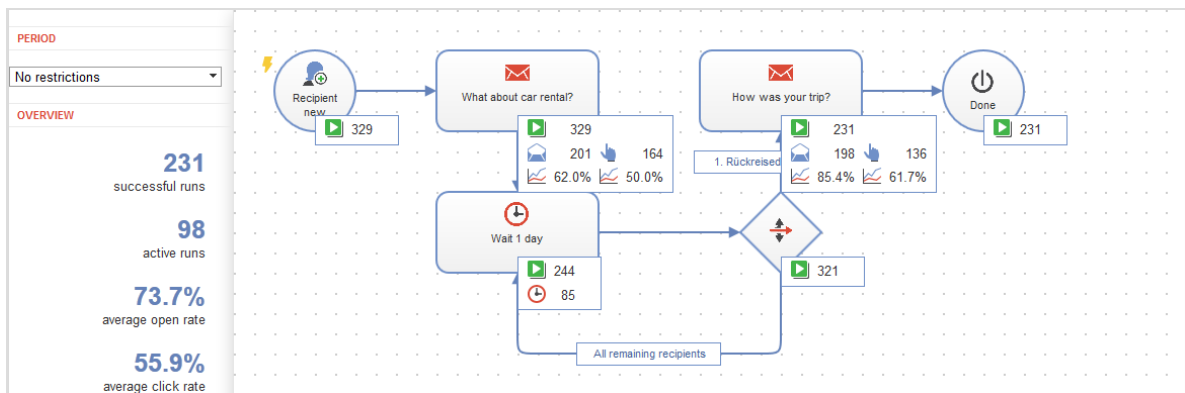 PERIOD
No restrictions
OVERVIEW
231
successful runs
98
active runs
73.7%
average open rate
55.9%
average click rate
Recipient
new
329
What about car rental?
329
201 164
62.0% 50.0%
How was your trip?
231
198 136
85.4% 61.7%
Done
231
1. Rückreised
Wait 1 day
244
85
321
All remaining recipients